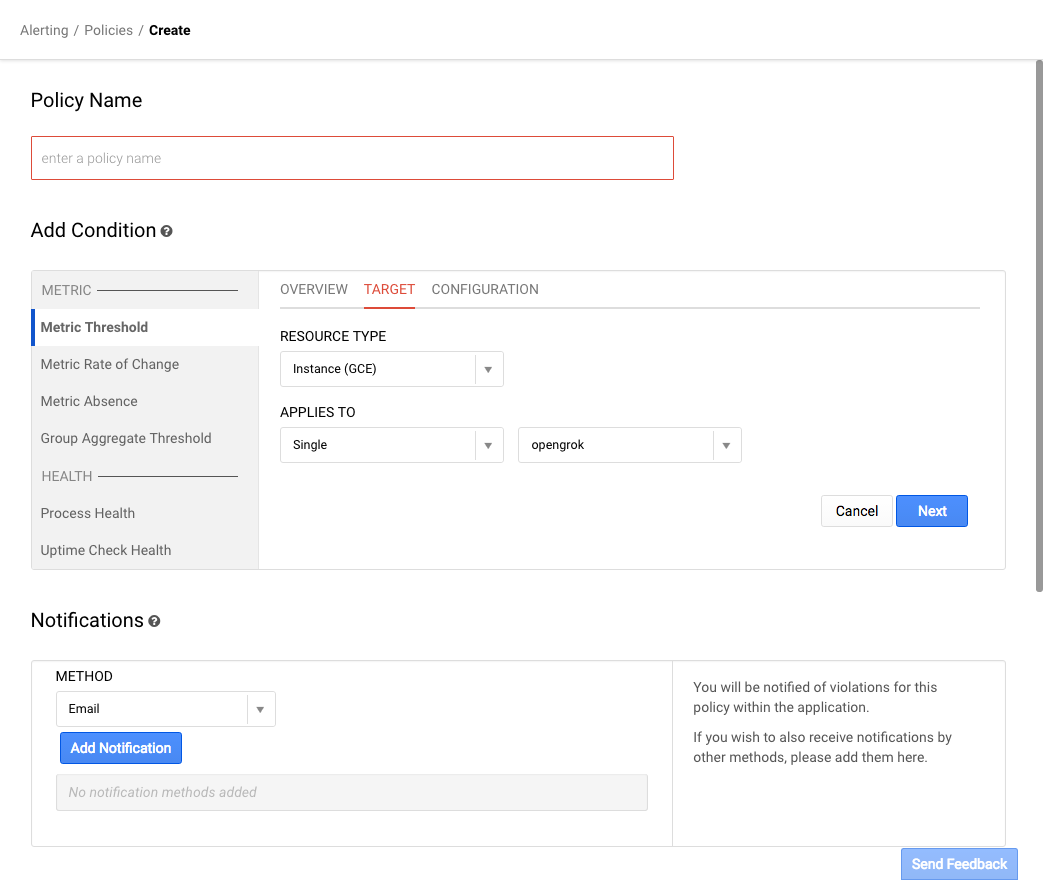 Alerting / Policies / Create
Policy Name
enter a policy name
Add Condition
METRIC
Metric Threshold
Metric Rate of Change
Metric Absence
Group Aggregate Threshold
HEALTH
Process Health
Uptime Check Health
OVERVIEW TARGET CONFIGURATION
RESOURCE TYPE
Instance (GCE)
APPLIES TO
Single opengrok
Cancel Next
Notifications
METHOD
Email
Add Notification
No notification methods added
You will be notified of violations for this
policy within the application.
If you wish to also receive notifications by
other methods, please add them here.
Send Feedback